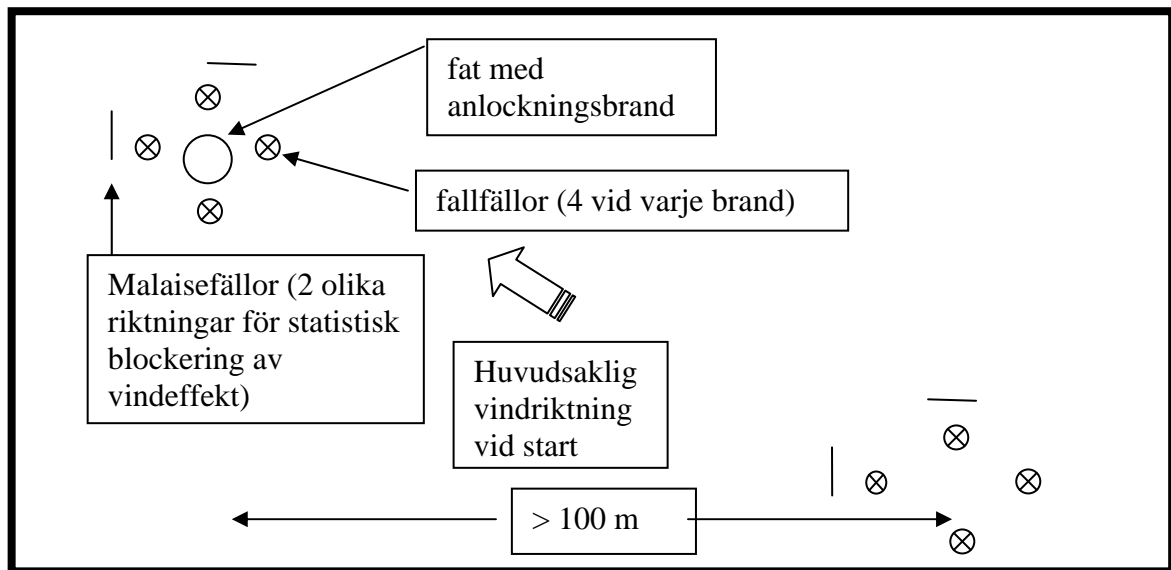 fat med
anlockningsbrand
fallfällor (4 vid varje brand)
Malaisefällor (2 olika
riktningar för statistisk
blockering av
vindeffekt)
Huvudsaklig
vindriktning
vid start
> 100 m